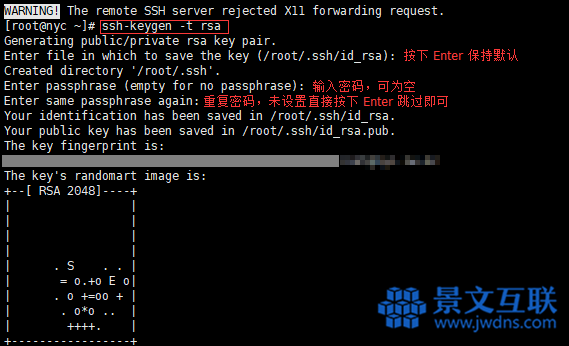 WARNING! The remote SSH server rejected X11 forwarding request.
[root@nyc ~]# ssh-keygen -t rsa
Generating public/private rsa key pair.
Enter file in which to save the key (/root/.ssh/id_rsa): 按下 Enter 保持默认
Created directory '/root/.ssh'.
Enter passphrase (empty for no passphrase): 输入密码，可为空
Enter same passphrase again: 重复密码，未设置直接按下 Enter 跳过即可
Your identification has been saved in /root/.ssh/id_rsa.
Your public key has been saved in /root/.ssh/id_rsa.pub.
The key fingerprint is:
The key's randomart image is:
+--[ RSA 2048]----+
|                 |
|                 |
|                 |
|                 |
|      . S    . . |
|       = o.+o E o|
|      . o +=oo + |
|       . o*o ..  |
|        ++++.    |
+-----------------+
景文互联
www.jwdns.com